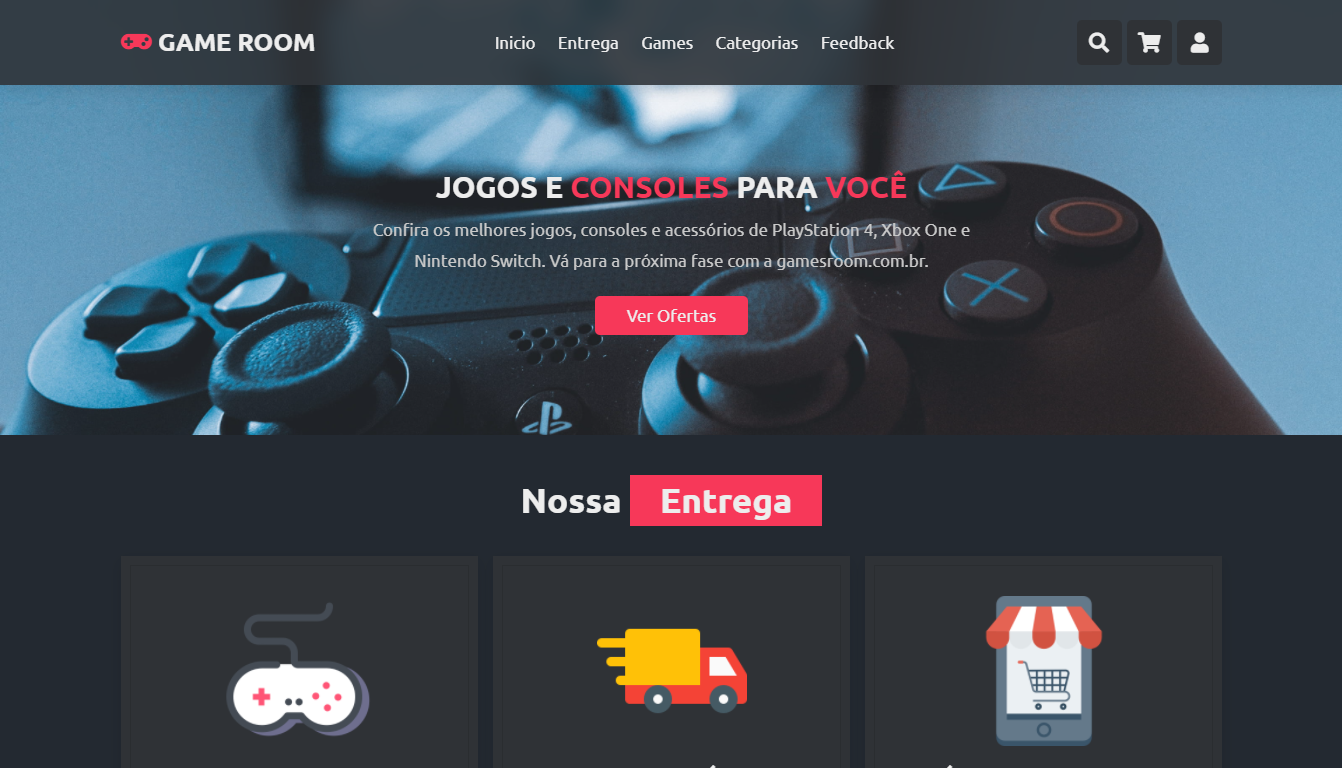 GAME ROOM
Inicio Entrega Games Categorias Feedback
JOGOS E CONSOLES PARA VOCÊ
Confira os melhores jogos, consoles e acessórios de PlayStation 4, Xbox One e
Nintendo Switch. Vá para a próxima fase com a gamesroom.com.br.
Ver Ofertas
Nossa Entrega